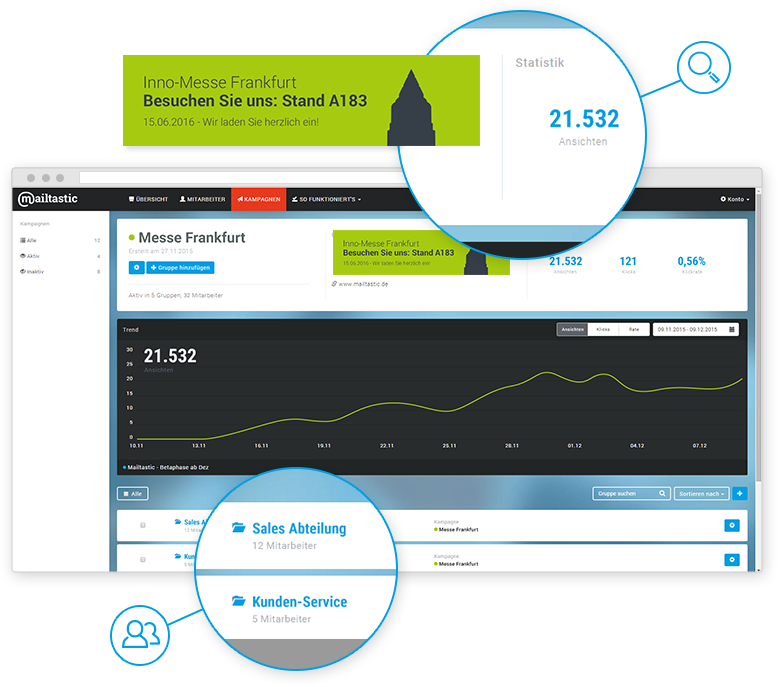 Inno-Messe Frankfurt
Besuchen Sie uns: Stand A183
15.06.2016 - Wir laden Sie herzlich ein!
Statistik
21.532
Ansichten
mailtastic
ÜBERSICHT
MITARBEITER
KAMPAGNEN
SO FUNKTIONIERT'S
Konto
Kampagnen
Alle 12
Aktiv 4
Inaktiv 8
Messe Frankfurt
Erstellt am 27.11.2015
Gruppe hinzufügen
Aktiv in 5 Gruppen, 32 Mitarbeiter
Inno-Messe Frankfurt
Besuchen Sie uns: Stand A183
15.06.2016 - Wir laden Sie herzlich ein!
www.mailtastic.de
21.532
Ansichten
121
Klicks
0,56%
Klickrate
Trend
Ansichten
Klicks
Rate
09.11.2015 - 09.12.2015
21.532
Ansichten
30
25
20
15
10
5
0
10.11 13.11 16.11 19.11 22.11 25.11 28.11 01.12 04.12 07.12
Mailtastic - Betaphase ab Dez
Alle
Gruppe suchen
Sortieren nach
Sales A
12 Mitarb
Kampagne
Messe Frankfurt
Kun
5 M
Kampagne
Messe Frankfurt
Sales Abteilung
12 Mitarbeiter
Kunden-Service
5 Mitarbeiter